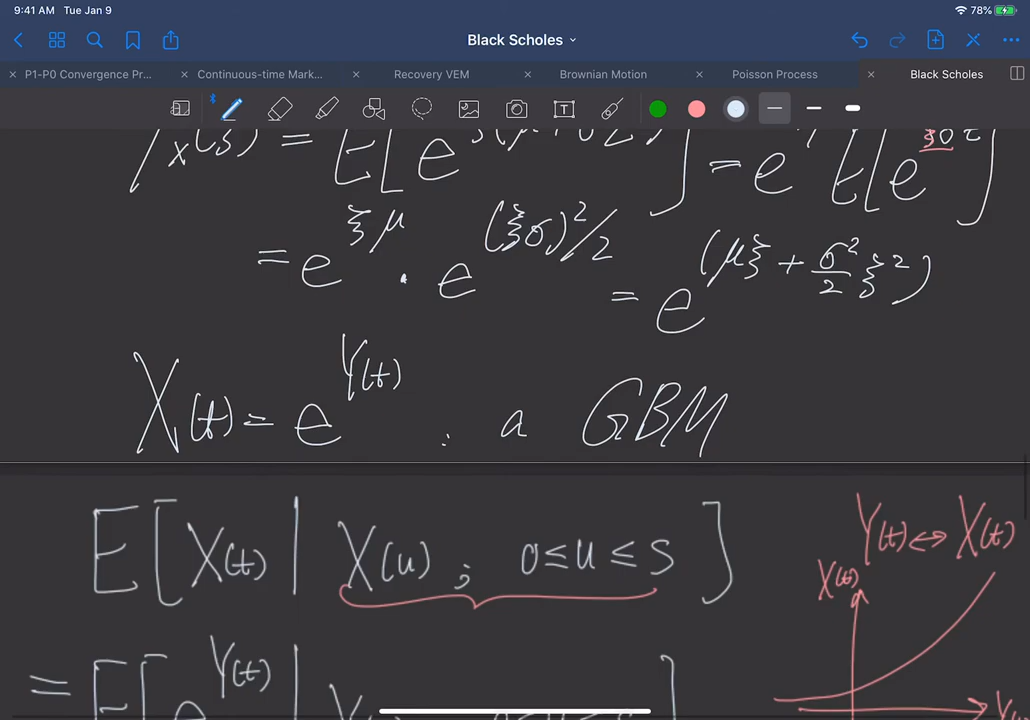 9:41 AM Tue Jan 9
78%
Black Scholes
P1-P0 Convergence Pr... Continuous-time Mark... Recovery VEM Brownian Motion Poisson Process Black Scholes
= E[e = e E[e
= e^{ξμ} · e^{(ξσ)²/2} = e^{(μξ + σ²/2 ξ²)}
X(t) = e^{Y(t)} : a GBM
E[X(t) | X(u); 0≤u≤s]
Y(t) ↔ X(t)
X(t)
= E[e^{Y(t)} |